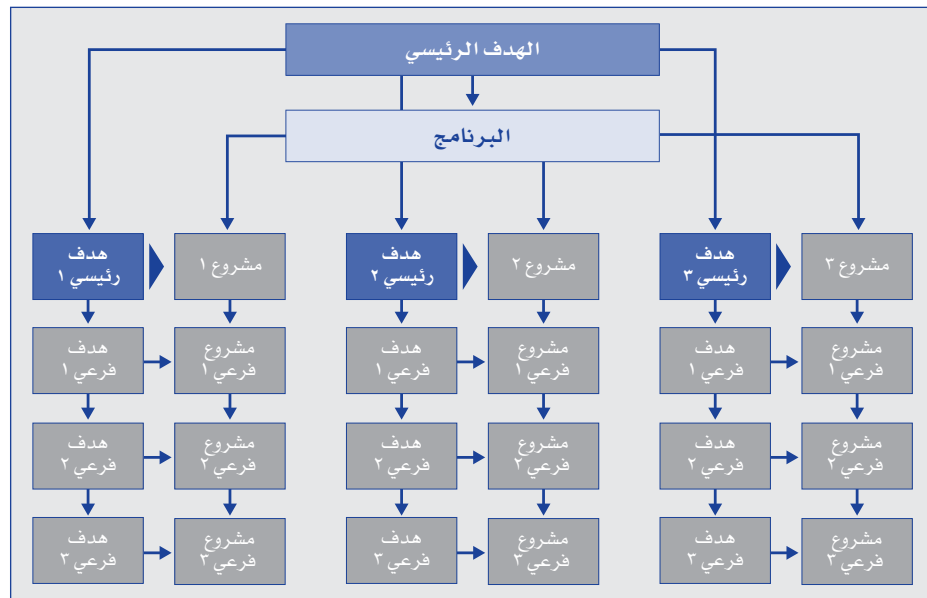 الهدف الرئيسي
البرنامج
هدف
رئيسي ١
مشروع ١
هدف
رئيسي ٢
مشروع ٢
هدف
رئيسي ٣
مشروع ٣
هدف
فرعي ١
مشروع
فرعي ١
هدف
فرعي ١
مشروع
فرعي ١
هدف
فرعي ١
مشروع
فرعي ١
هدف
فرعي ٢
مشروع
فرعي ٢
هدف
فرعي ٢
مشروع
فرعي ٢
هدف
فرعي ٢
مشروع
فرعي ٢
هدف
فرعي ٣
مشروع
فرعي ٣
هدف
فرعي ٣
مشروع
فرعي ٣
هدف
فرعي ٣
مشروع
فرعي ٣